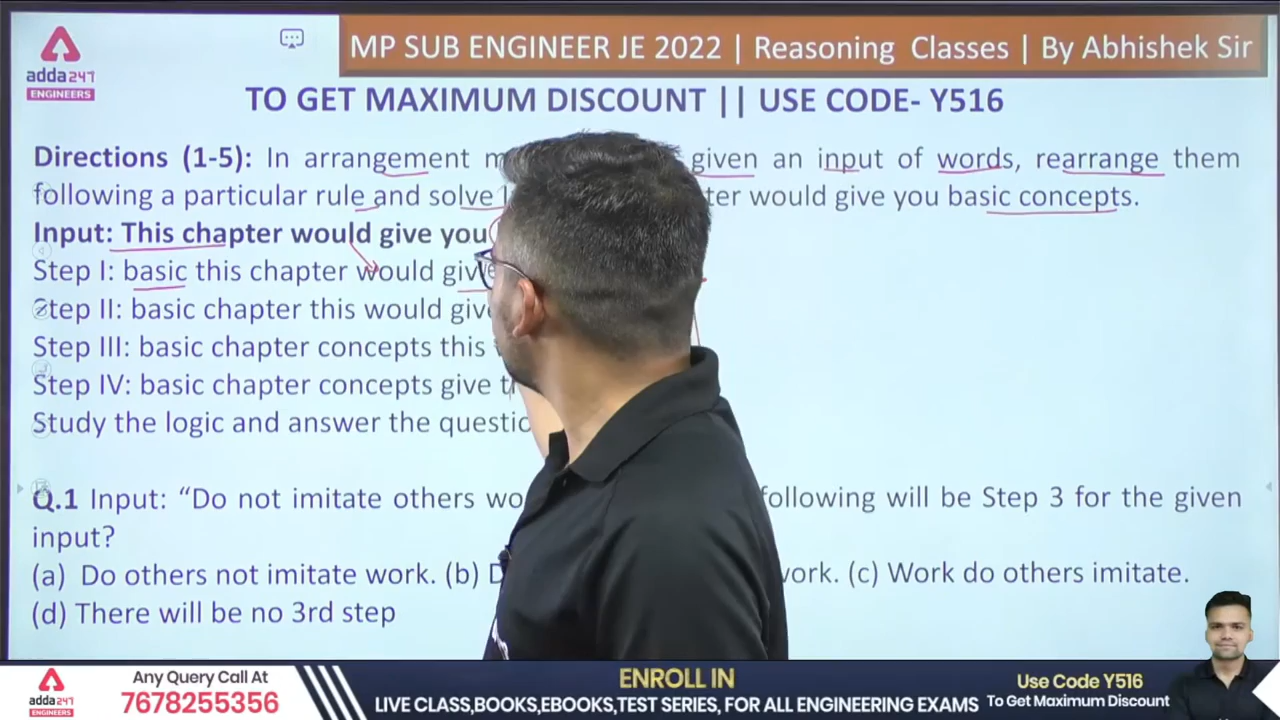 adda247
ENGINEERS
MP SUB ENGINEER JE 2022 | Reasoning Classes | By Abhishek Sir
TO GET MAXIMUM DISCOUNT || USE CODE- Y516
Directions (1-5): In arrangement given an input of words, rearrange them
following a particular rule and solve would give you basic concepts.
Input: This chapter would give you
Step I: basic this chapter would
Step II: basic chapter this would give
Step III: basic chapter concepts this
Step IV: basic chapter concepts give
Study the logic and answer the
Q.1 Input: “Do not imitate others following will be Step 3 for the given
input?
(a) Do others not imitate work. (b) work. (c) Work do others imitate.
(d) There will be no 3rd step
adda247
ENGINEERS
Any Query Call At
7678255356
ENROLL IN
LIVE CLASS,BOOKS,EBOOKS,TEST SERIES, FOR ALL ENGINEERING EXAMS
Use Code Y516
To Get Maximum Discount